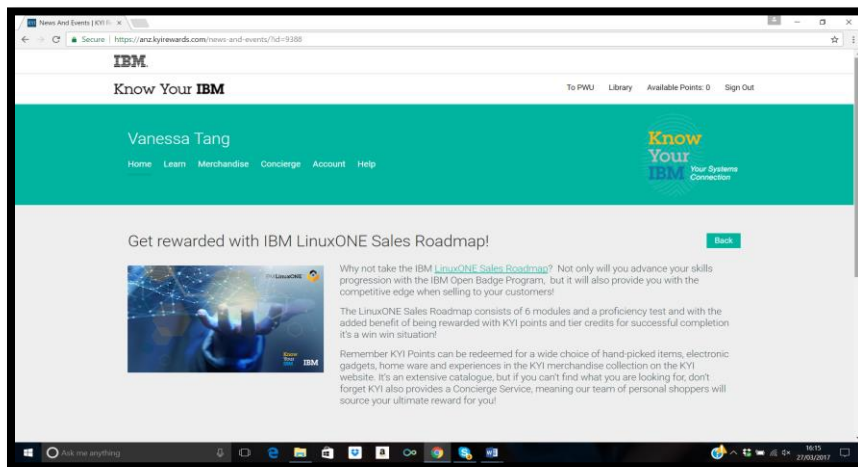 News And Events | KYI R
Secure https://anz.kyirewards.com/news-and-events/?id=9388
IBM
Know Your IBM To PWU Library Available Points: 0 Sign Out
Vanessa Tang
Home Learn Merchandise Concierge Account Help
Know
Your
IBM Your Systems
Connection
Get rewarded with IBM LinuxONE Sales Roadmap! Back
IBM LinuxONE
Know
Your
IBM IBM
Why not take the IBM LinuxONE Sales Roadmap? Not only will you advance your skills
progression with the IBM Open Badge Program, but it will also provide you with the
competitive edge when selling to your customers!
The LinuxONE Sales Roadmap consists of 6 modules and a proficiency test and with the
added benefit of being rewarded with KYI points and tier credits for successful completion
it's a win win situation!
Remember KYI Points can be redeemed for a wide choice of hand-picked items, electronic
gadgets, home ware and experiences in the KYI merchandise collection on the KYI
website. It's an extensive catalogue, but if you can't find what you are looking for, don't
forget KYI also provides a Concierge Service, meaning our team of personal shoppers will
source your ultimate reward for you!
Ask me anything
16:15
27/03/2017